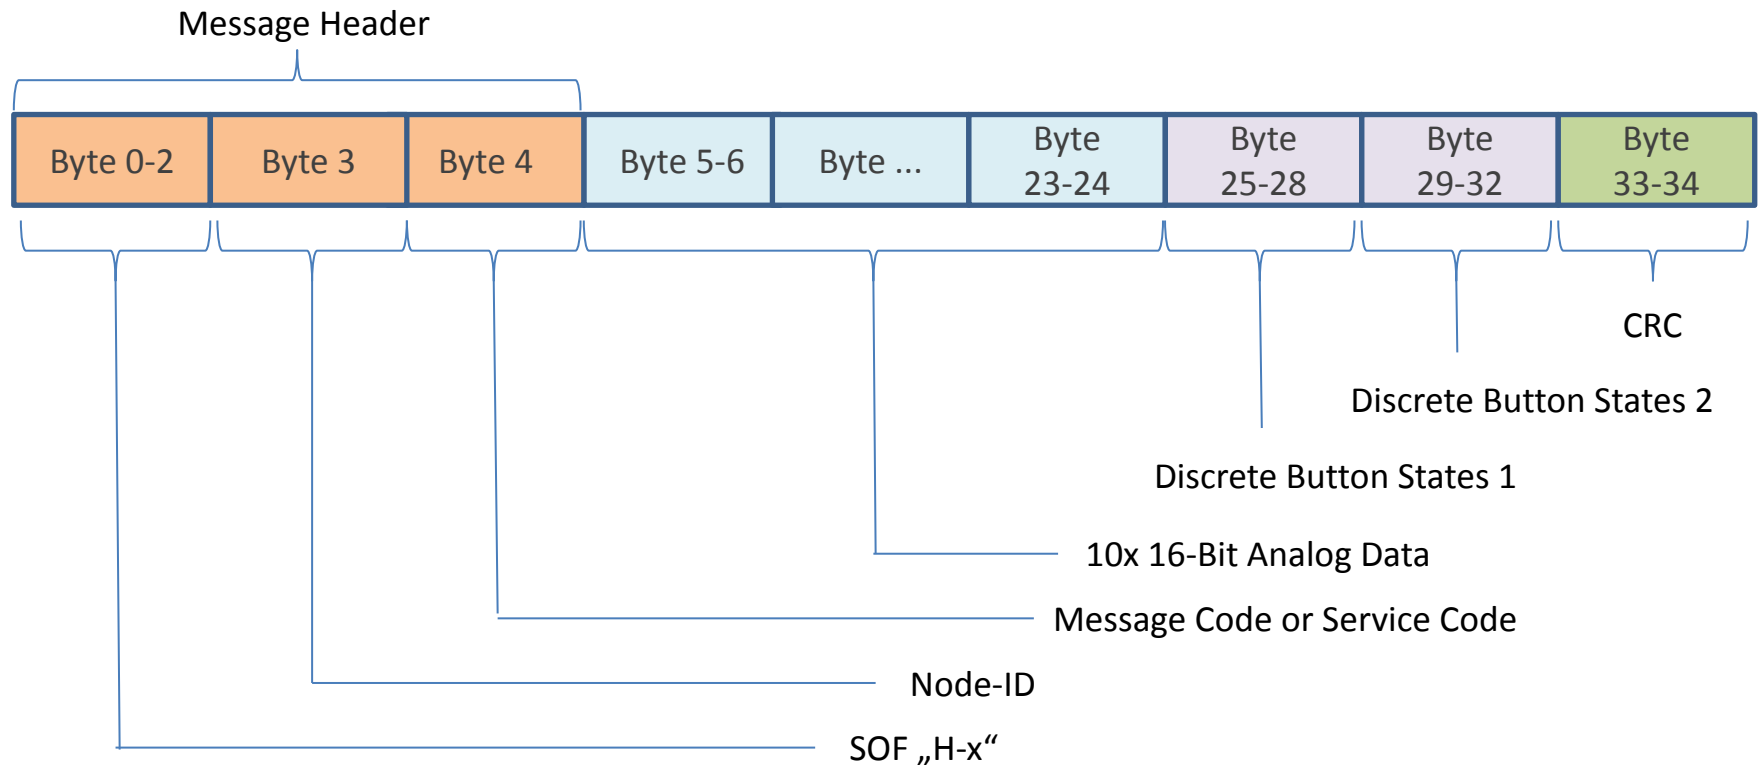 Message Header
Byte 0-2
Byte 3
Byte 4
Byte 5-6
Byte ...
Byte
23-24
Byte
25-28
Byte
29-32
Byte
33-34
CRC
Discrete Button States 2
Discrete Button States 1
10x 16-Bit Analog Data
Message Code or Service Code
Node-ID
SOF „H-x“